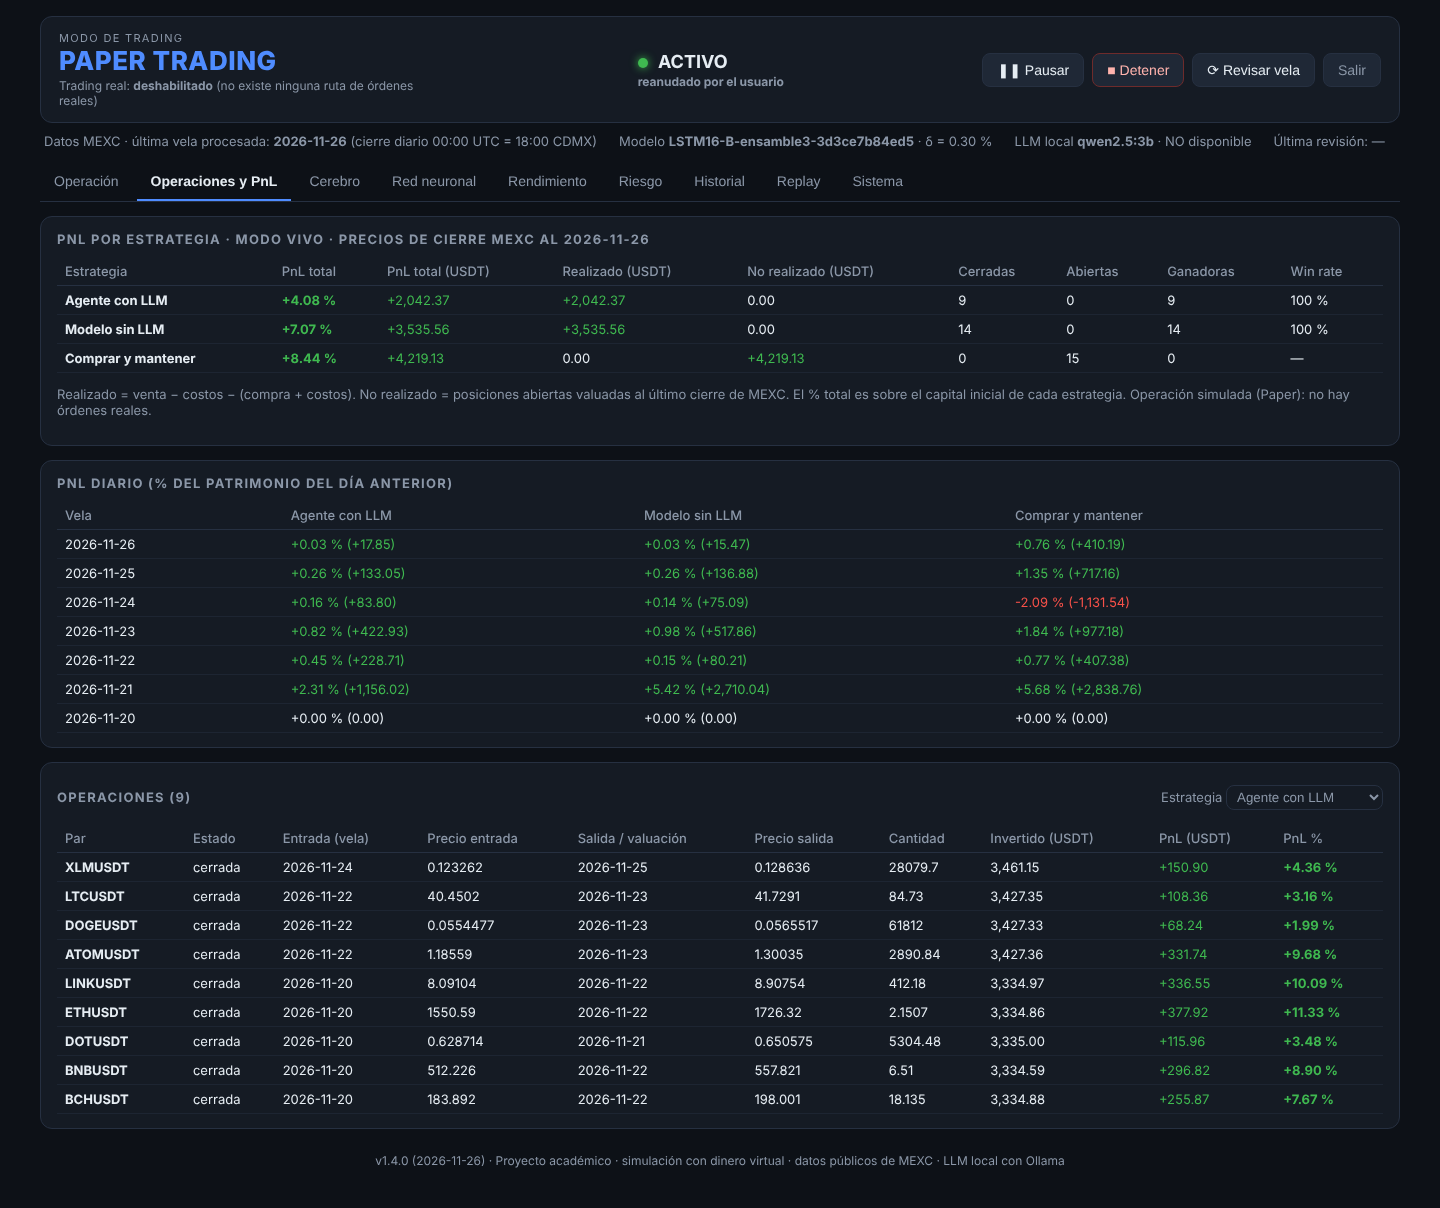 MODO DE TRADING
PAPER TRADING
Trading real: deshabilitado (no existe ninguna ruta de órdenes
reales)
ACTIVO
reanudado por el usuario
❚❚ Pausar
■ Detener
⟳ Revisar vela
Salir
Datos MEXC · última vela procesada: 2026-11-26 (cierre diario 00:00 UTC = 18:00 CDMX) Modelo LSTM16-B-ensamble3-3d3ce7b84ed5 · δ = 0.30 % LLM local qwen2.5:3b · NO disponible Última revisión: —
Operación Operaciones y PnL Cerebro Red neuronal Rendimiento Riesgo Historial Replay Sistema
PNL POR ESTRATEGIA · MODO VIVO · PRECIOS DE CIERRE MEXC AL 2026-11-26
Estrategia PnL total PnL total (USDT) Realizado (USDT) No realizado (USDT) Cerradas Abiertas Ganadoras Win rate
Agente con LLM +4.08 % +2,042.37 +2,042.37 0.00 9 0 9 100 %
Modelo sin LLM +7.07 % +3,535.56 +3,535.56 0.00 14 0 14 100 %
Comprar y mantener +8.44 % +4,219.13 0.00 +4,219.13 0 15 0 —
Realizado = venta − costos − (compra + costos). No realizado = posiciones abiertas valuadas al último cierre de MEXC. El % total es sobre el capital inicial de cada estrategia. Operación simulada (Paper): no hay
órdenes reales.
PNL DIARIO (% DEL PATRIMONIO DEL DÍA ANTERIOR)
Vela Agente con LLM Modelo sin LLM Comprar y mantener
2026-11-26 +0.03 % (+17.85) +0.03 % (+15.47) +0.76 % (+410.19)
2026-11-25 +0.26 % (+133.05) +0.26 % (+136.88) +1.35 % (+717.16)
2026-11-24 +0.16 % (+83.80) +0.14 % (+75.09) -2.09 % (-1,131.54)
2026-11-23 +0.82 % (+422.93) +0.98 % (+517.86) +1.84 % (+977.18)
2026-11-22 +0.45 % (+228.71) +0.15 % (+80.21) +0.77 % (+407.38)
2026-11-21 +2.31 % (+1,156.02) +5.42 % (+2,710.04) +5.68 % (+2,838.76)
2026-11-20 +0.00 % (0.00) +0.00 % (0.00) +0.00 % (0.00)
OPERACIONES (9)
Estrategia Agente con LLM
Par Estado Entrada (vela) Precio entrada Salida / valuación Precio salida Cantidad Invertido (USDT) PnL (USDT) PnL %
XLMUSDT cerrada 2026-11-24 0.123262 2026-11-25 0.128636 28079.7 3,461.15 +150.90 +4.36 %
LTCUSDT cerrada 2026-11-22 40.4502 2026-11-23 41.7291 84.73 3,427.35 +108.36 +3.16 %
DOGEUSDT cerrada 2026-11-22 0.0554477 2026-11-23 0.0565517 61812 3,427.33 +68.24 +1.99 %
ATOMUSDT cerrada 2026-11-22 1.18559 2026-11-23 1.30035 2890.84 3,427.36 +331.74 +9.68 %
LINKUSDT cerrada 2026-11-20 8.09104 2026-11-22 8.90754 412.18 3,334.97 +336.55 +10.09 %
ETHUSDT cerrada 2026-11-20 1550.59 2026-11-22 1726.32 2.1507 3,334.86 +377.92 +11.33 %
DOTUSDT cerrada 2026-11-20 0.628714 2026-11-21 0.650575 5304.48 3,335.00 +115.96 +3.48 %
BNBUSDT cerrada 2026-11-20 512.226 2026-11-22 557.821 6.51 3,334.59 +296.82 +8.90 %
BCHUSDT cerrada 2026-11-20 183.892 2026-11-22 198.001 18.135 3,334.88 +255.87 +7.67 %
v1.4.0 (2026-11-26) · Proyecto académico · simulación con dinero virtual · datos públicos de MEXC · LLM local con Ollama